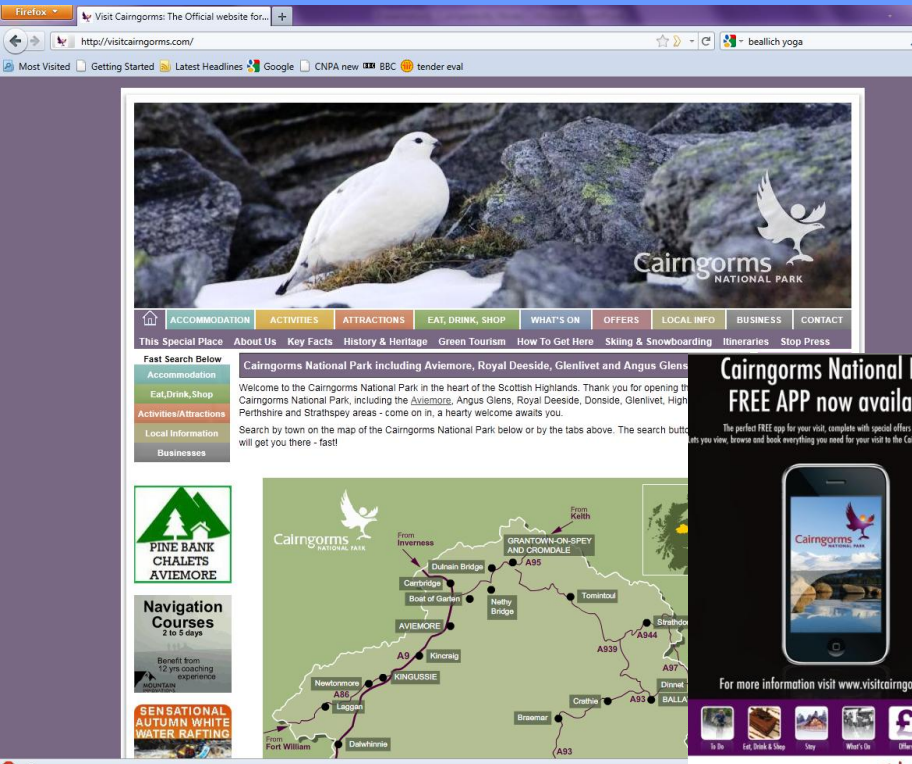 Firefox
Visit Cairngorms: The Official website for...
http://visitcairngorms.com/
beallich yoga
Most Visited Getting Started Latest Headlines Google CNPA new BBC tender eval
Cairngorms
NATIONAL PARK
ACCOMMODATION ACTIVITIES ATTRACTIONS EAT, DRINK, SHOP WHAT'S ON OFFERS LOCAL INFO BUSINESS CONTACT
This Special Place About Us Key Facts History & Heritage Green Tourism How To Get Here Skiing & Snowboarding Itineraries Stop Press
Fast Search Below
Accommodation
Eat,Drink,Shop
Activities/Attractions
Local Information
Businesses
Cairngorms National Park including Aviemore, Royal Deeside, Glenlivet and Angus Glens
Welcome to the Cairngorms National Park in the heart of the Scottish Highlands. Thank you for opening th
Cairngorms National Park, including the Aviemore, Angus Glens, Royal Deeside, Donside, Glenlivet, High
Perthshire and Strathspey areas - come on in, a hearty welcome awaits you.
Search by town on the map of the Cairngorms National Park below or by the tabs above. The search butto
will get you there - fast!
PINE BANK
CHALETS
AVIEMORE
Navigation
Courses
2 to 5 days
Benefit from
12 yrs coaching
experience
MOUNTAIN
SENSATIONAL
AUTUMN WHITE
WATER RAFTING
Cairngorms
NATIONAL PARK
From
Inverness
From
Keith
GRANTOWN-ON-SPEY
AND CROMDALE
A95
Dulnain Bridge
Carrbridge
Boat of Garten
Nethy
Bridge
Tomintoul
AVIEMORE
Strathdo
A944
A939
A9
Kincraig
A97
Newtonmore
KINGUSSIE
Dinnet
A86
Laggan
Crathie
A93
BALLA
Braemar
From
Fort William
Dalwhinnie
A93
Cairngorms National
FREE APP now availa
The perfect FREE app for your visit, complete with special offers
Lets you view, browse and book everything you need for your visit to the Cai
Cairngorms
NATIONAL PARK
For more information visit www.visitcairngo
To Do
Eat, Drink & Shop
Stay
What's On
Offers
£